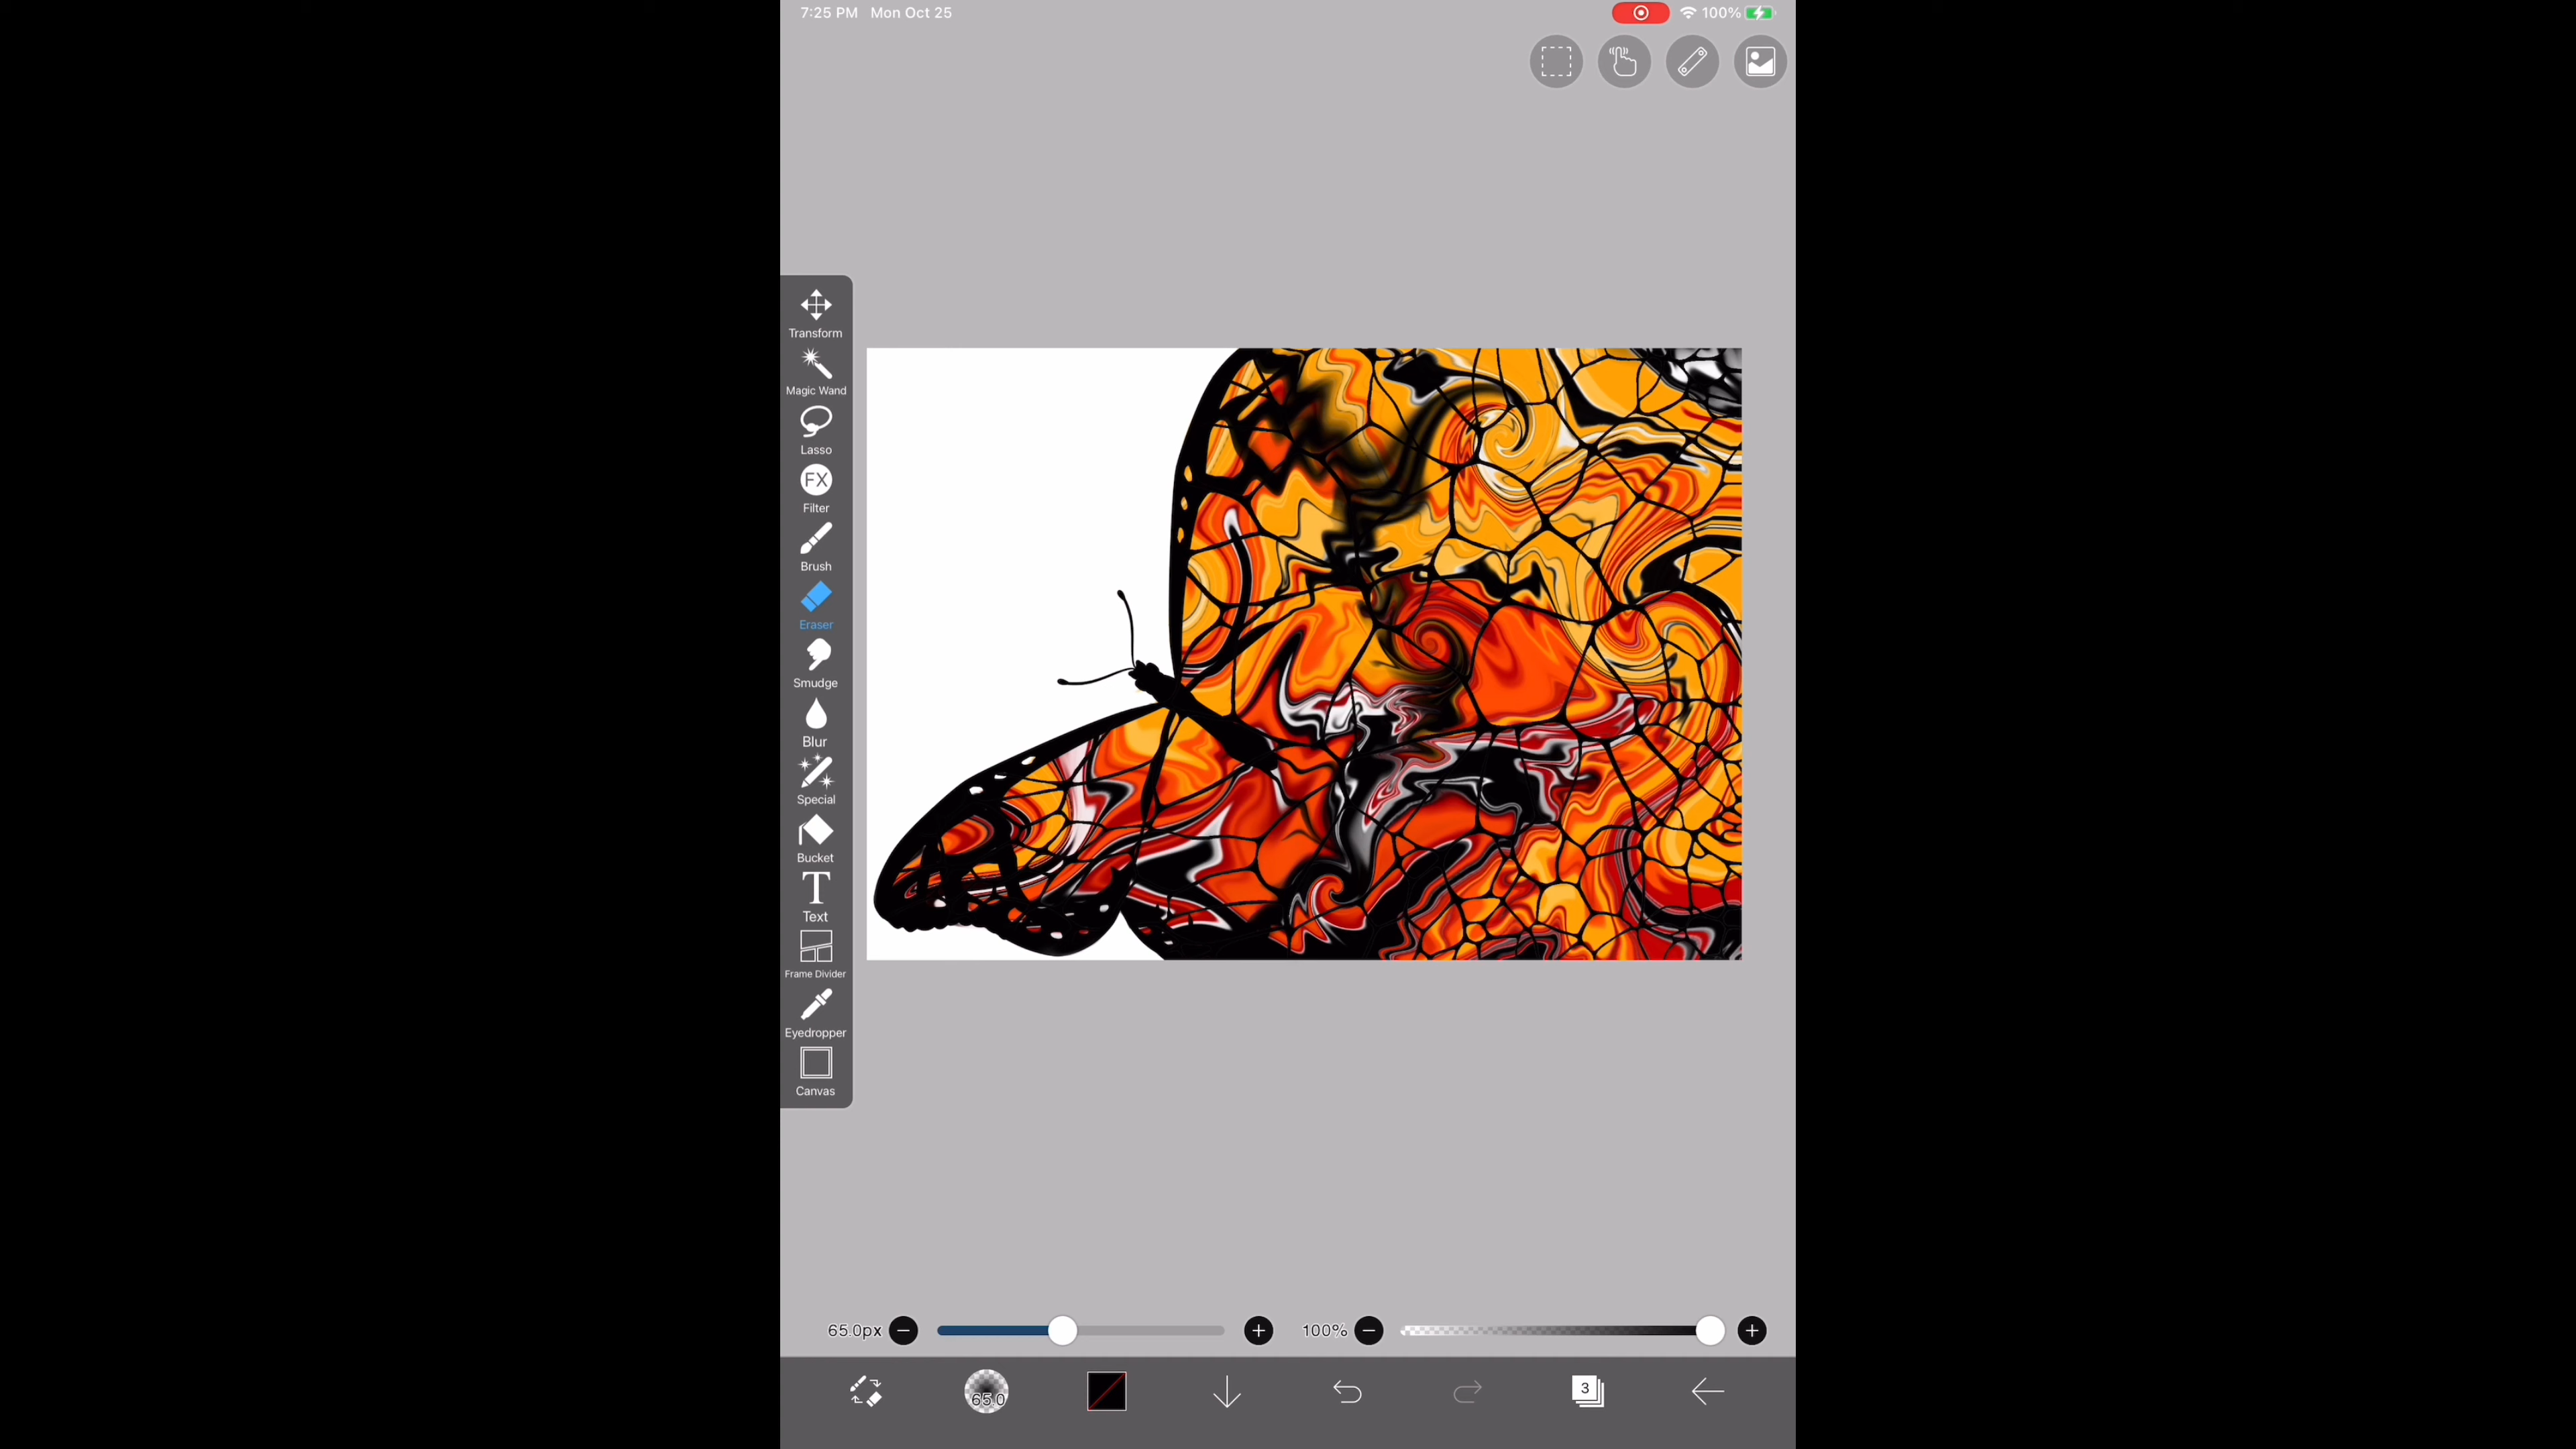 7:25 PM Mon Oct 25
100%
Transform
Magic Wand
Lasso
FX
Filter
Brush
Eraser
Smudge
Blur
Special
Bucket
T
Text
Frame Divider
Eyedropper
Canvas
65.0px
100%
65.0
3